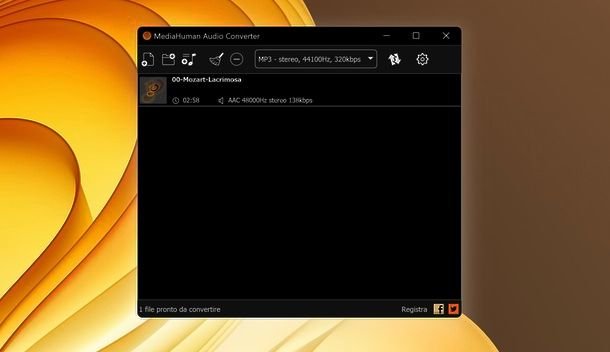 MediaHuman Audio Converter
MP3 - stereo, 44100Hz, 320kbps
00-Mozart-Lacrimosa
02:58 AAC 48000Hz stereo 138kbps
1 file pronto da convertire Registra